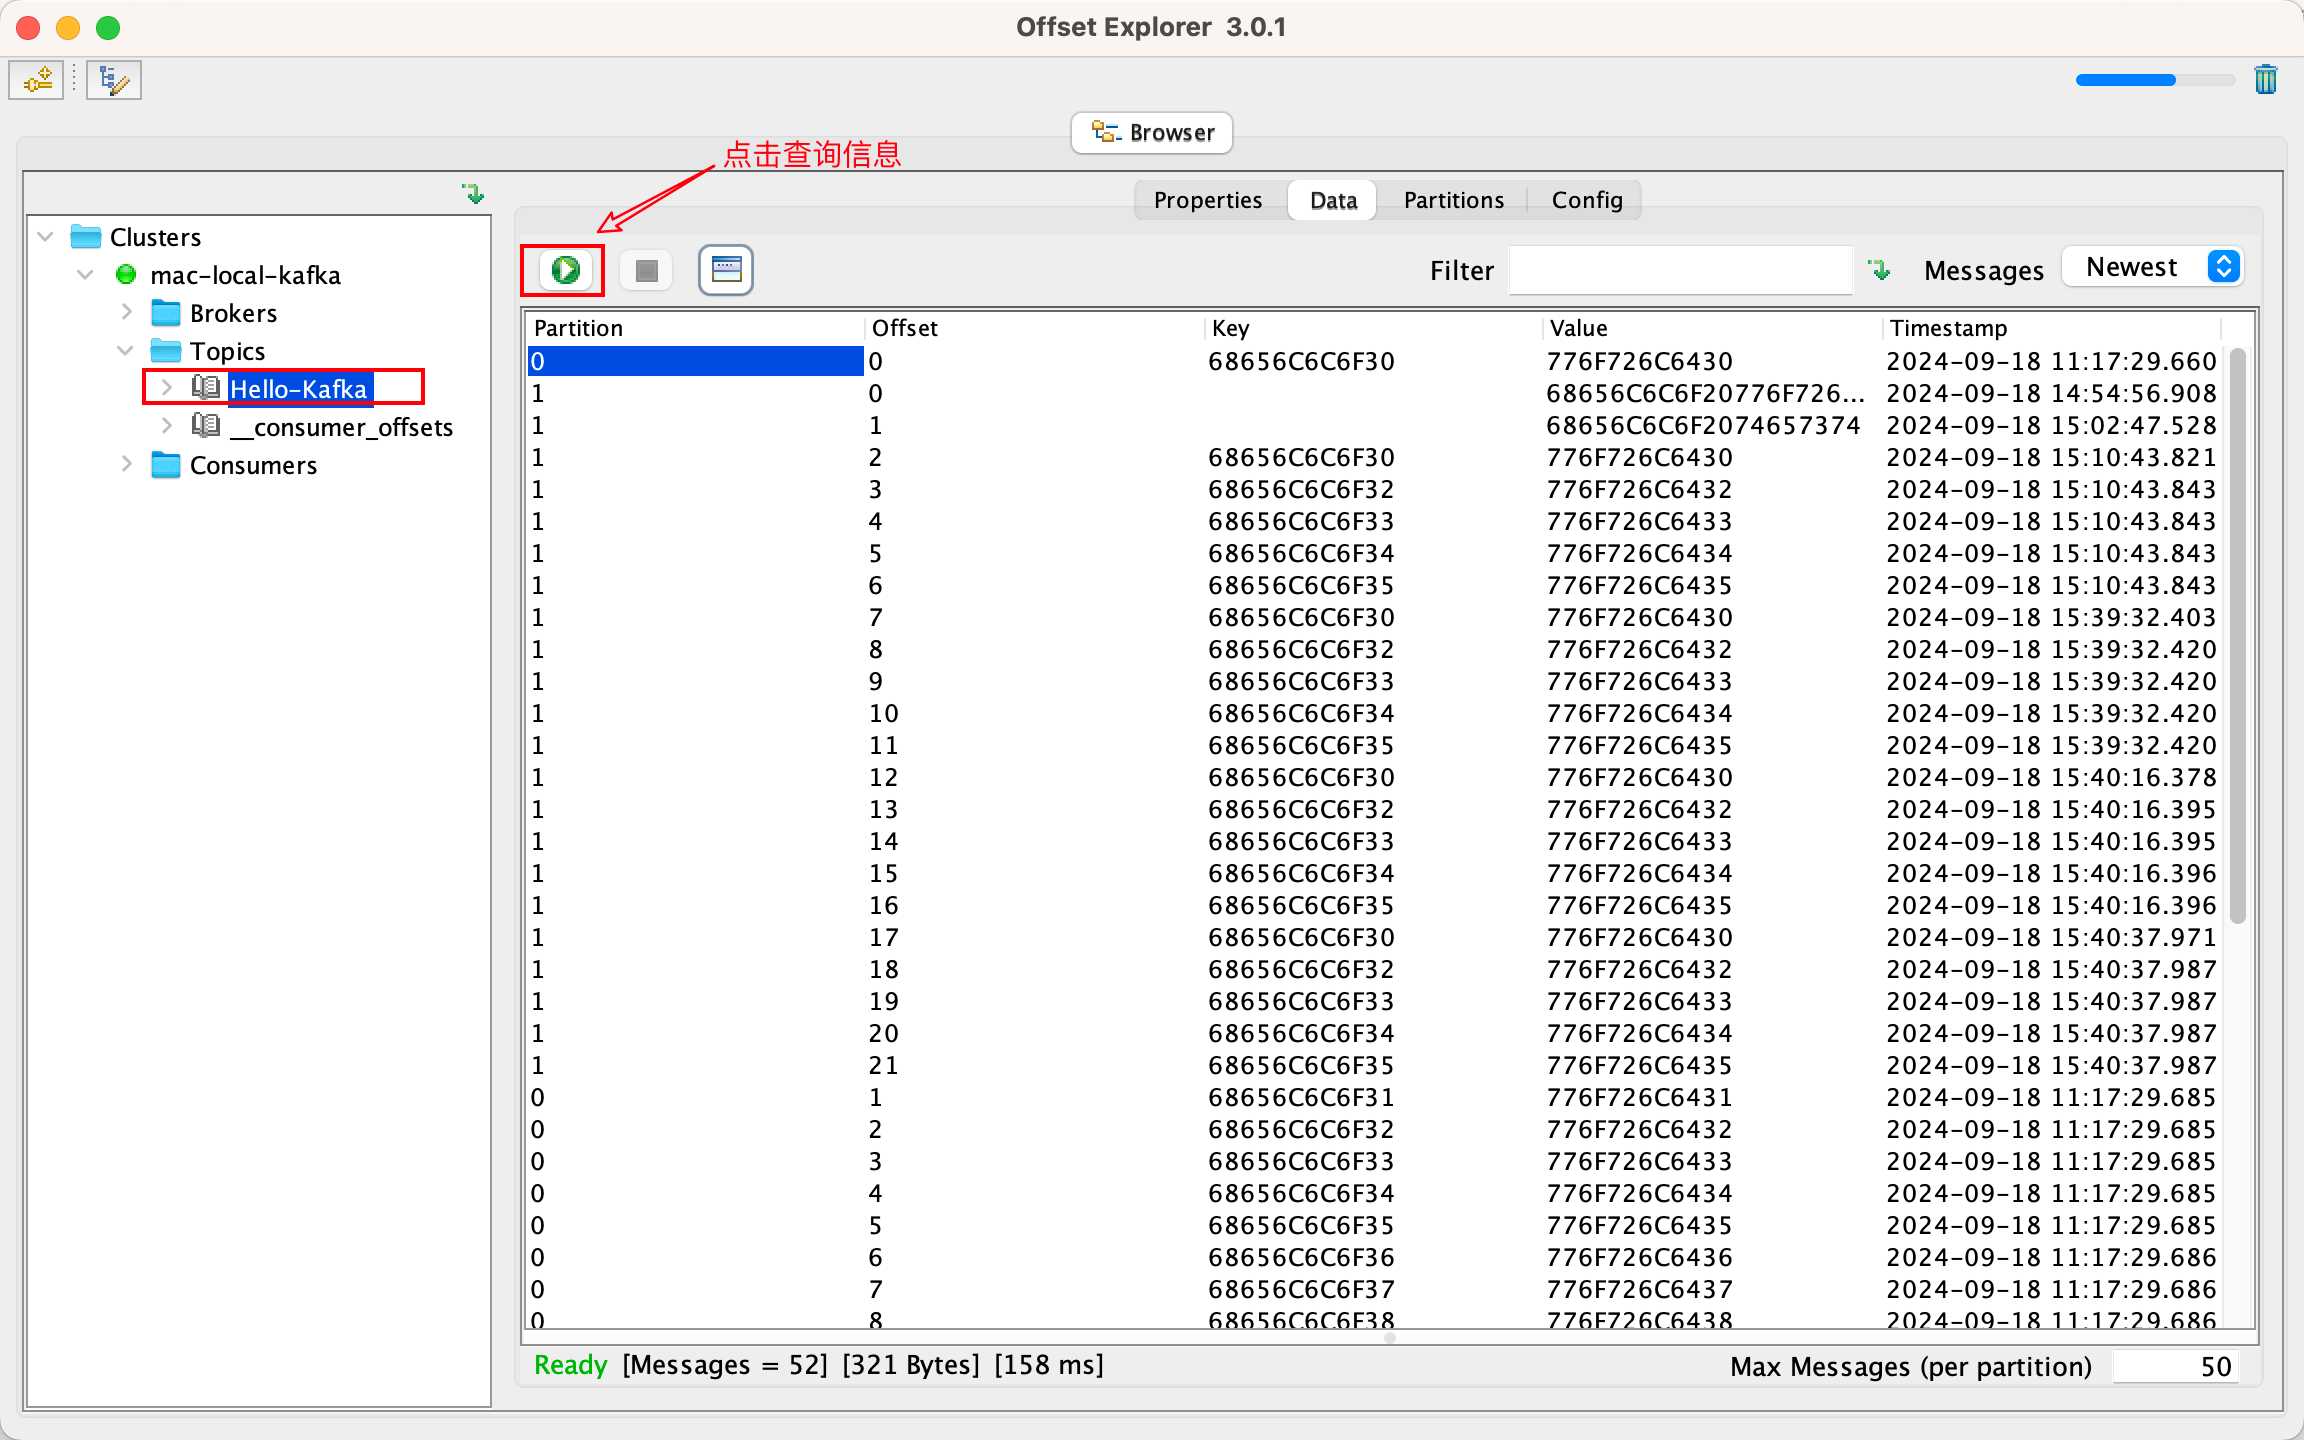 Offset Explorer 3.0.1
Browser
点击查询信息
Properties Data Partitions Config
Clusters
mac-local-kafka
Brokers
Topics
Hello-Kafka
__consumer_offsets
Consumers
Filter Messages Newest
Partition Offset Key Value Timestamp
0 0 68656C6C6F30 776F726C6430 2024-09-18 11:17:29.660
1 0 68656C6C6F20776F726... 2024-09-18 14:54:56.908
1 1 68656C6C6F2074657374 2024-09-18 15:02:47.528
1 2 68656C6C6F30 776F726C6430 2024-09-18 15:10:43.821
1 3 68656C6C6F32 776F726C6432 2024-09-18 15:10:43.843
1 4 68656C6C6F33 776F726C6433 2024-09-18 15:10:43.843
1 5 68656C6C6F34 776F726C6434 2024-09-18 15:10:43.843
1 6 68656C6C6F35 776F726C6435 2024-09-18 15:10:43.843
1 7 68656C6C6F30 776F726C6430 2024-09-18 15:39:32.403
1 8 68656C6C6F32 776F726C6432 2024-09-18 15:39:32.420
1 9 68656C6C6F33 776F726C6433 2024-09-18 15:39:32.420
1 10 68656C6C6F34 776F726C6434 2024-09-18 15:39:32.420
1 11 68656C6C6F35 776F726C6435 2024-09-18 15:39:32.420
1 12 68656C6C6F30 776F726C6430 2024-09-18 15:40:16.378
1 13 68656C6C6F32 776F726C6432 2024-09-18 15:40:16.395
1 14 68656C6C6F33 776F726C6433 2024-09-18 15:40:16.395
1 15 68656C6C6F34 776F726C6434 2024-09-18 15:40:16.396
1 16 68656C6C6F35 776F726C6435 2024-09-18 15:40:16.396
1 17 68656C6C6F30 776F726C6430 2024-09-18 15:40:37.971
1 18 68656C6C6F32 776F726C6432 2024-09-18 15:40:37.987
1 19 68656C6C6F33 776F726C6433 2024-09-18 15:40:37.987
1 20 68656C6C6F34 776F726C6434 2024-09-18 15:40:37.987
1 21 68656C6C6F35 776F726C6435 2024-09-18 15:40:37.987
0 1 68656C6C6F31 776F726C6431 2024-09-18 11:17:29.685
0 2 68656C6C6F32 776F726C6432 2024-09-18 11:17:29.685
0 3 68656C6C6F33 776F726C6433 2024-09-18 11:17:29.685
0 4 68656C6C6F34 776F726C6434 2024-09-18 11:17:29.685
0 5 68656C6C6F35 776F726C6435 2024-09-18 11:17:29.685
0 6 68656C6C6F36 776F726C6436 2024-09-18 11:17:29.686
0 7 68656C6C6F37 776F726C6437 2024-09-18 11:17:29.686
0 8 68656C6C6F38 776F726C6438 2024-09-18 11:17:29.686
Ready [Messages = 52] [321 Bytes] [158 ms] Max Messages (per partition) 50